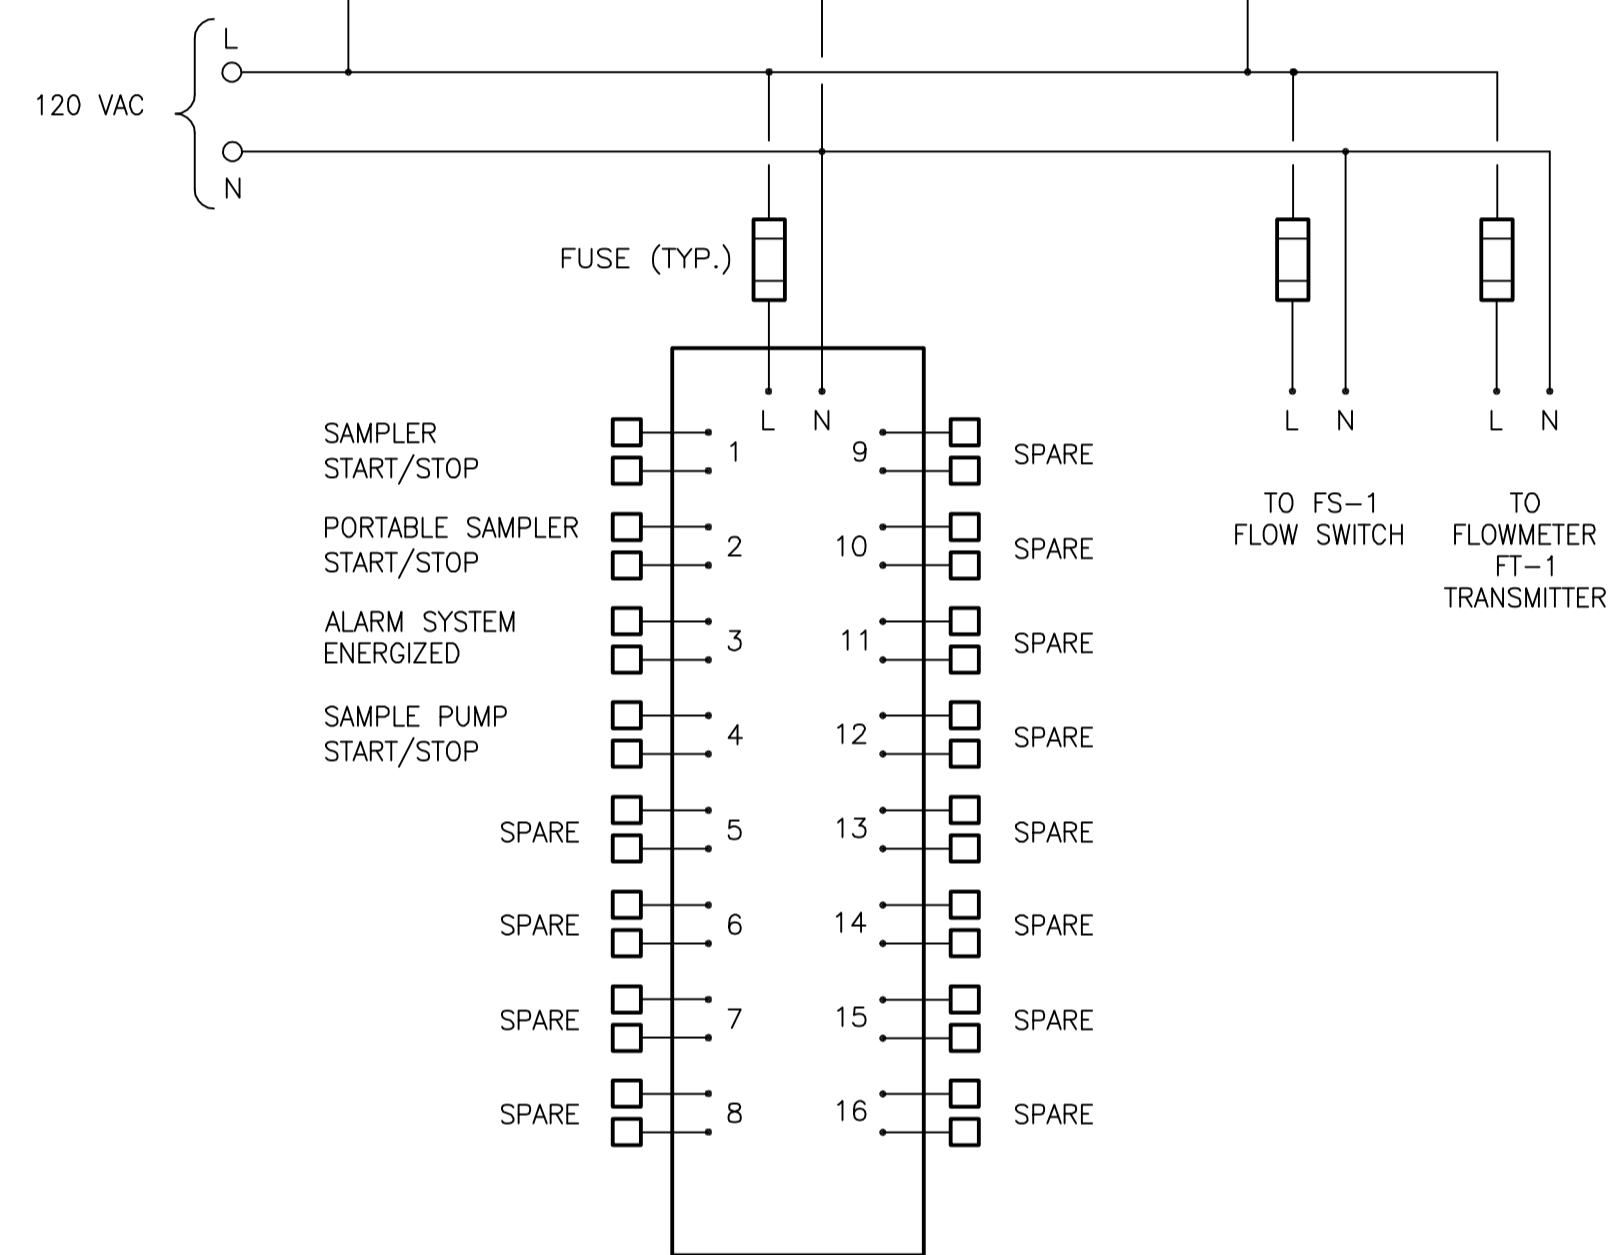 L
120 VAC
N
FUSE (TYP.)
L N
L N
L N
SAMPLER
START/STOP
1
9
SPARE
TO FS-1
FLOW SWITCH
TO
FLOWMETER
FT-1
TRANSMITTER
PORTABLE SAMPLER
START/STOP
2
10
SPARE
ALARM SYSTEM
ENERGIZED
3
11
SPARE
SAMPLE PUMP
START/STOP
4
12
SPARE
SPARE
5
13
SPARE
SPARE
6
14
SPARE
SPARE
7
15
SPARE
SPARE
8
16
SPARE